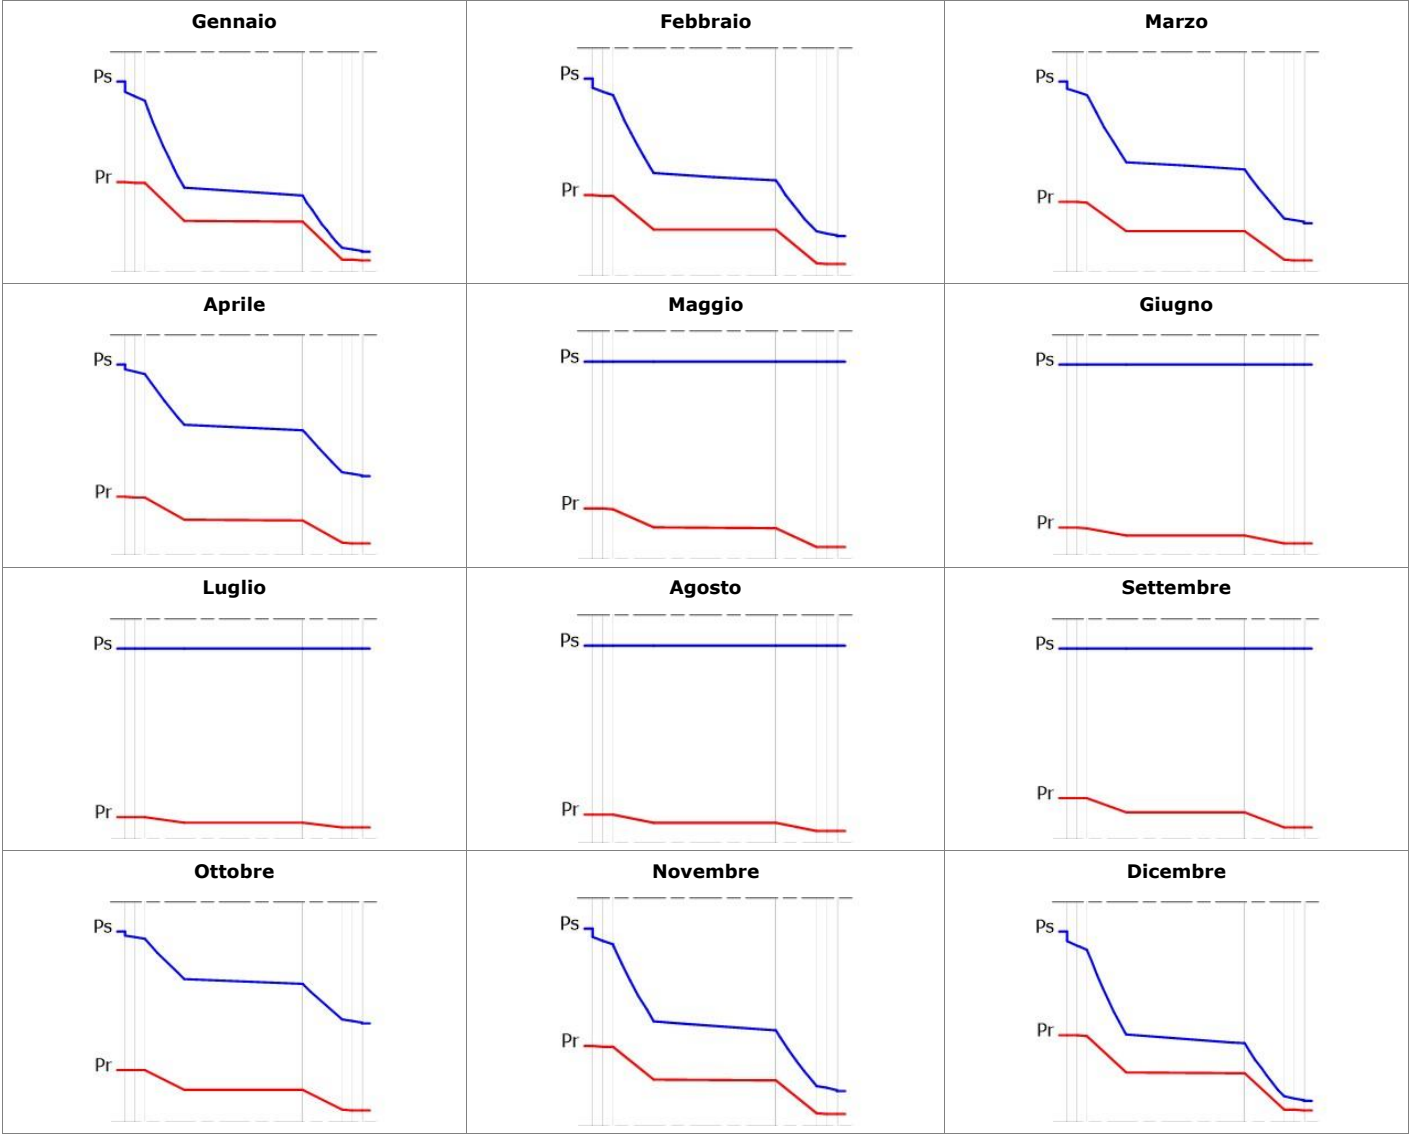 Gennaio
Ps
Pr
Febbraio
Ps
Pr
Marzo
Ps
Pr
Aprile
Ps
Pr
Maggio
Ps
Pr
Giugno
Ps
Pr
Luglio
Ps
Pr
Agosto
Ps
Pr
Settembre
Ps
Pr
Ottobre
Ps
Pr
Novembre
Ps
Pr
Dicembre
Ps
Pr